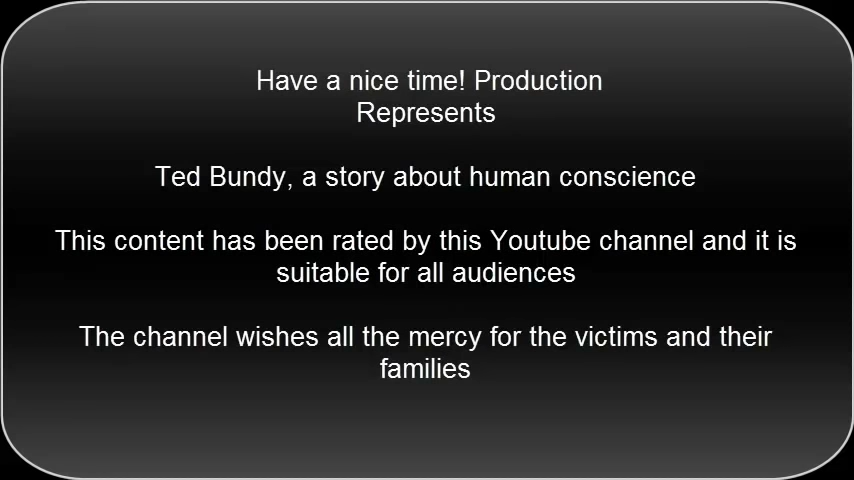 Have a nice time! Production
Represents
Ted Bundy, a story about human conscience
This content has been rated by this Youtube channel and it is
suitable for all audiences
The channel wishes all the mercy for the victims and their
families